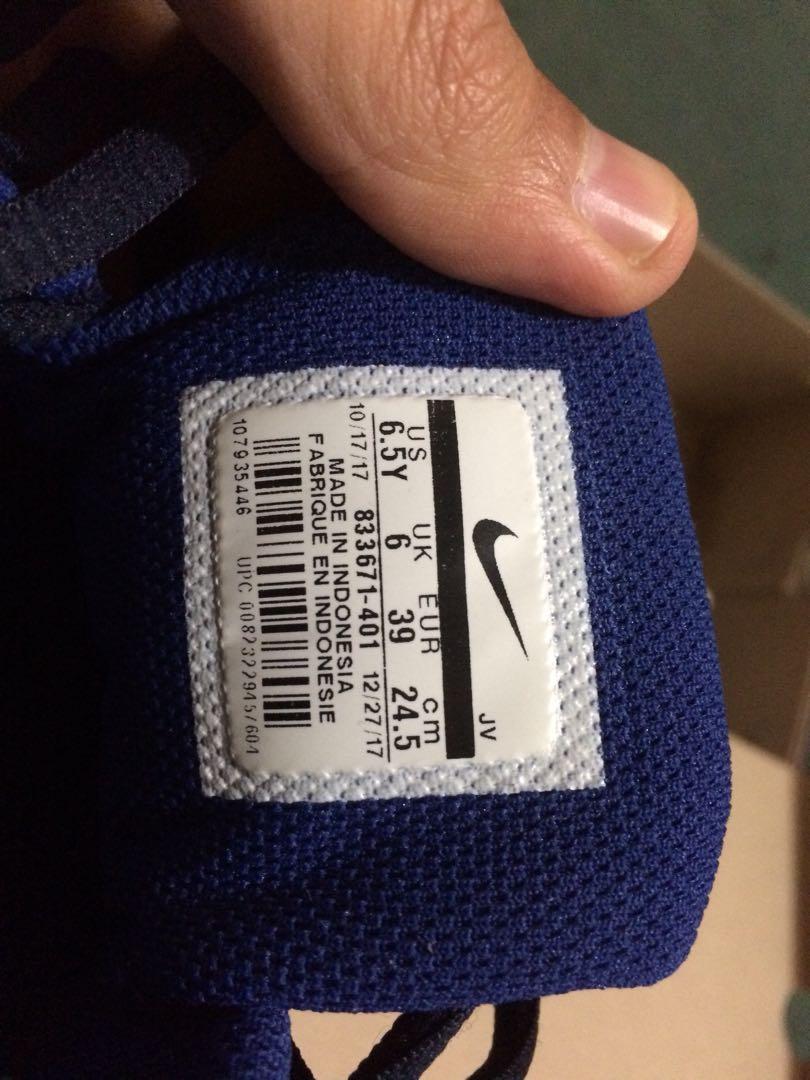 JV
US UK EUR cm
6.5Y 6 39 24.5
10/17/17 833671-401 12/27/17
MADE IN INDONESIA
FABRIQUE EN INDONESIE
107935446 UPC 00823229457604